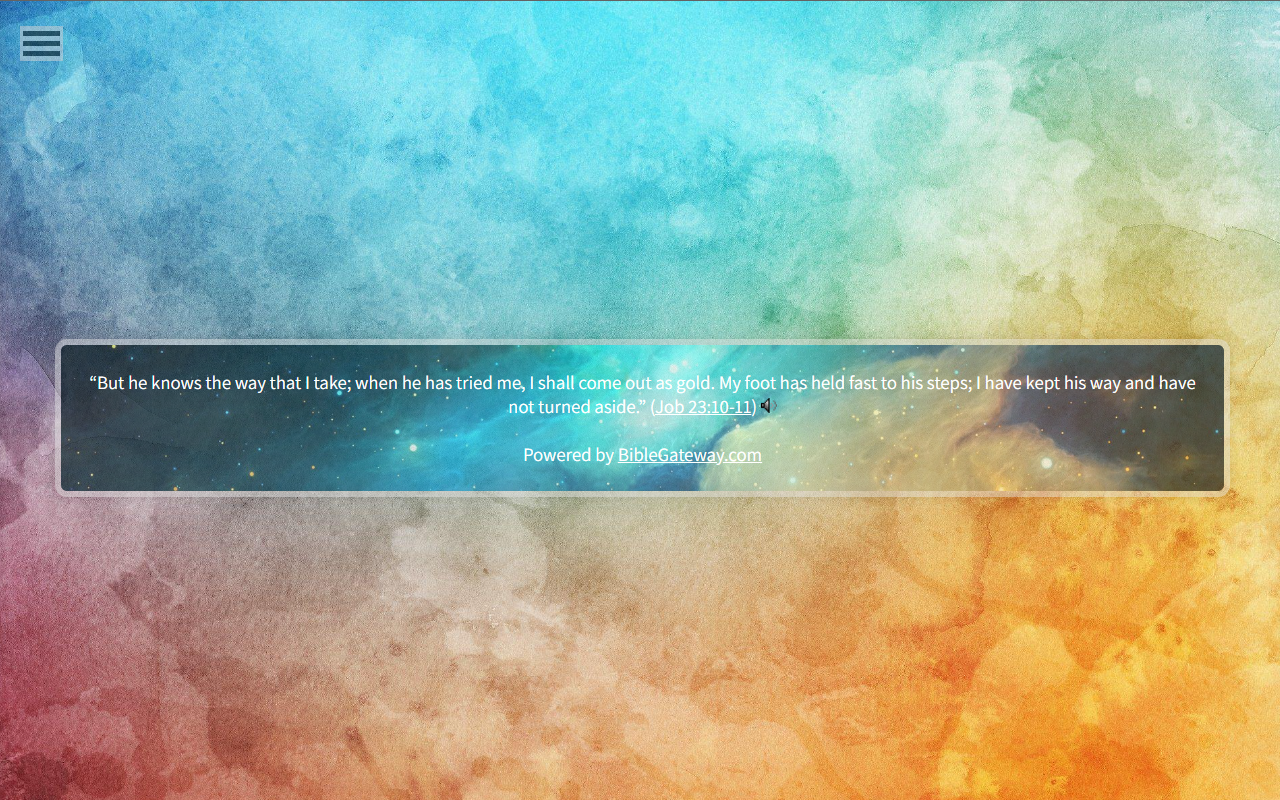 “But he knows the way that I take; when he has tried me, I shall come out as gold. My foot has held fast to his steps; I have kept his way and have
not turned aside.” (Job 23:10-11)
Powered by BibleGateway.com